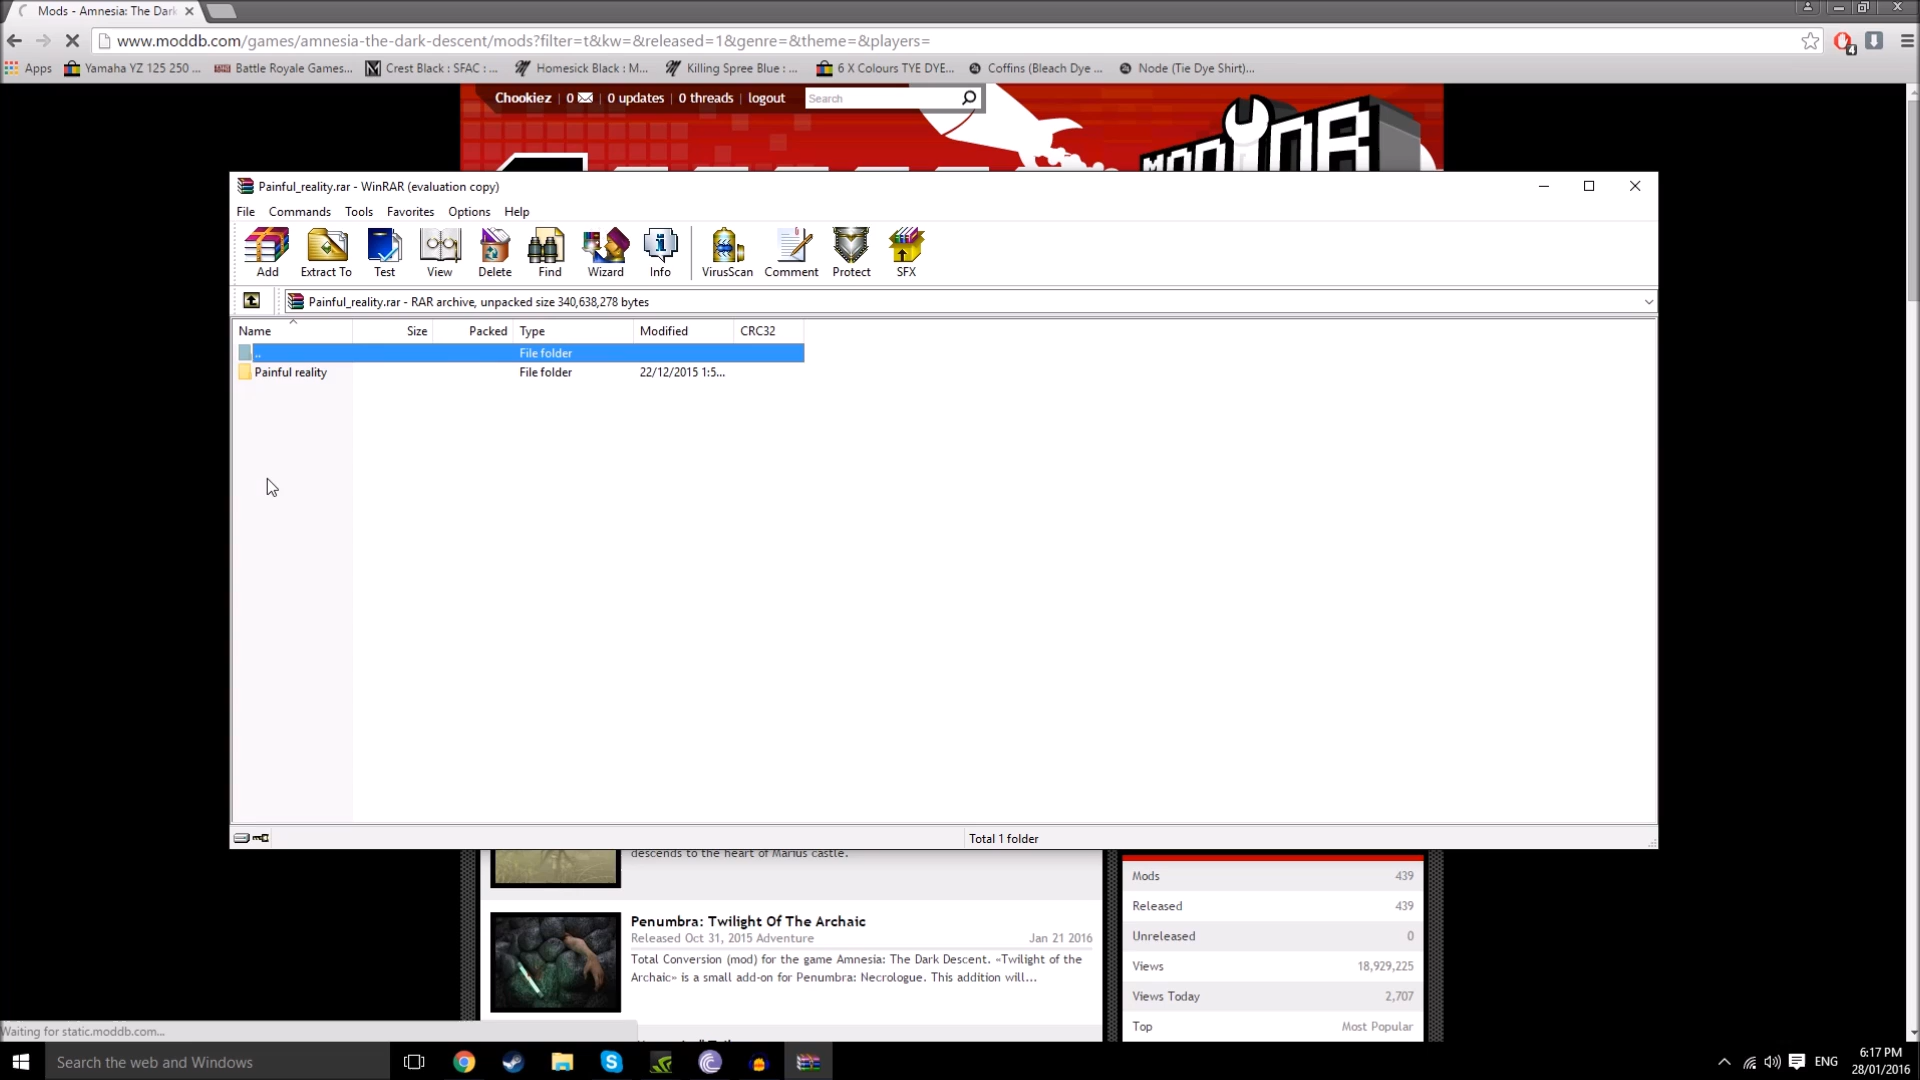 Mods - Amnesia: The Dark
www.moddb.com/games/amnesia-the-dark-descent/mods?filter=t&kw=&released=1&genre=&theme=&players=
4
Apps Yamaha YZ 125 250 ... Battle Royale Games... Crest Black : SFAC : ... Homesick Black : M... Killing Spree Blue : ... 6 X Colours TYE DYE... Coffins (Bleach Dye ... Node (Tie Dye Shirt)...
Chookiez | 0 | 0 updates | 0 threads | logout Search
Painful_reality.rar - WinRAR (evaluation copy)
File Commands Tools Favorites Options Help
Add Extract To Test View Delete Find Wizard Info VirusScan Comment Protect SFX
Painful_reality.rar - RAR archive, unpacked size 340,638,278 bytes
Name Size Packed Type Modified CRC32
.. File folder
Painful reality File folder 22/12/2015 1:5...
Total 1 folder
descends to the heart of Marius castle.
Penumbra: Twilight Of The Archaic
Released Oct 31, 2015 Adventure Jan 21 2016
Total Conversion (mod) for the game Amnesia: The Dark Descent. «Twilight of the
Archaic» is a small add-on for Penumbra: Necrologue. This addition will...
Mods 439
Released 439
Unreleased 0
Views 18,929,225
Views Today 2,707
Top Most Popular
Waiting for static.moddb.com...
Search the web and Windows
ENG
6:17 PM
28/01/2016